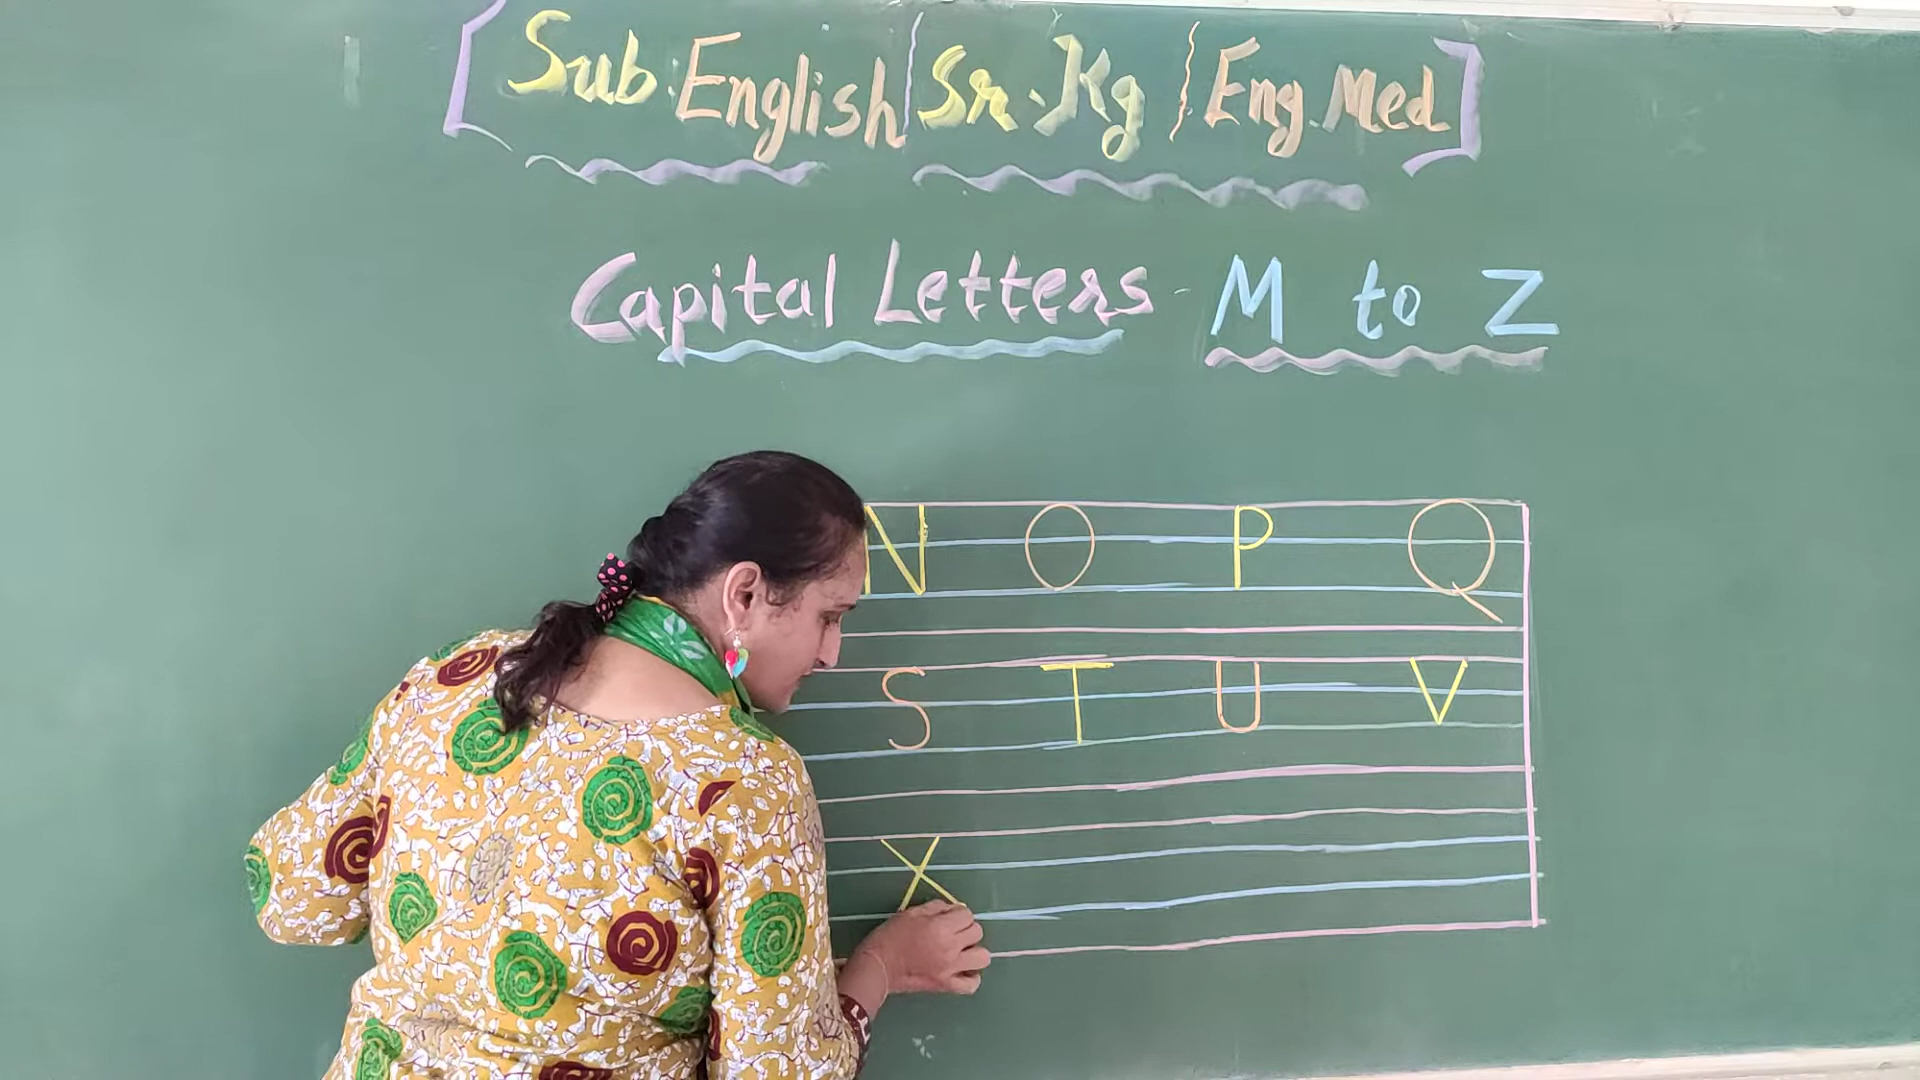 [Sub. English | Sr. Kg | Eng. Med]
Capital Letters - M to Z
N O P Q
S T U V
X